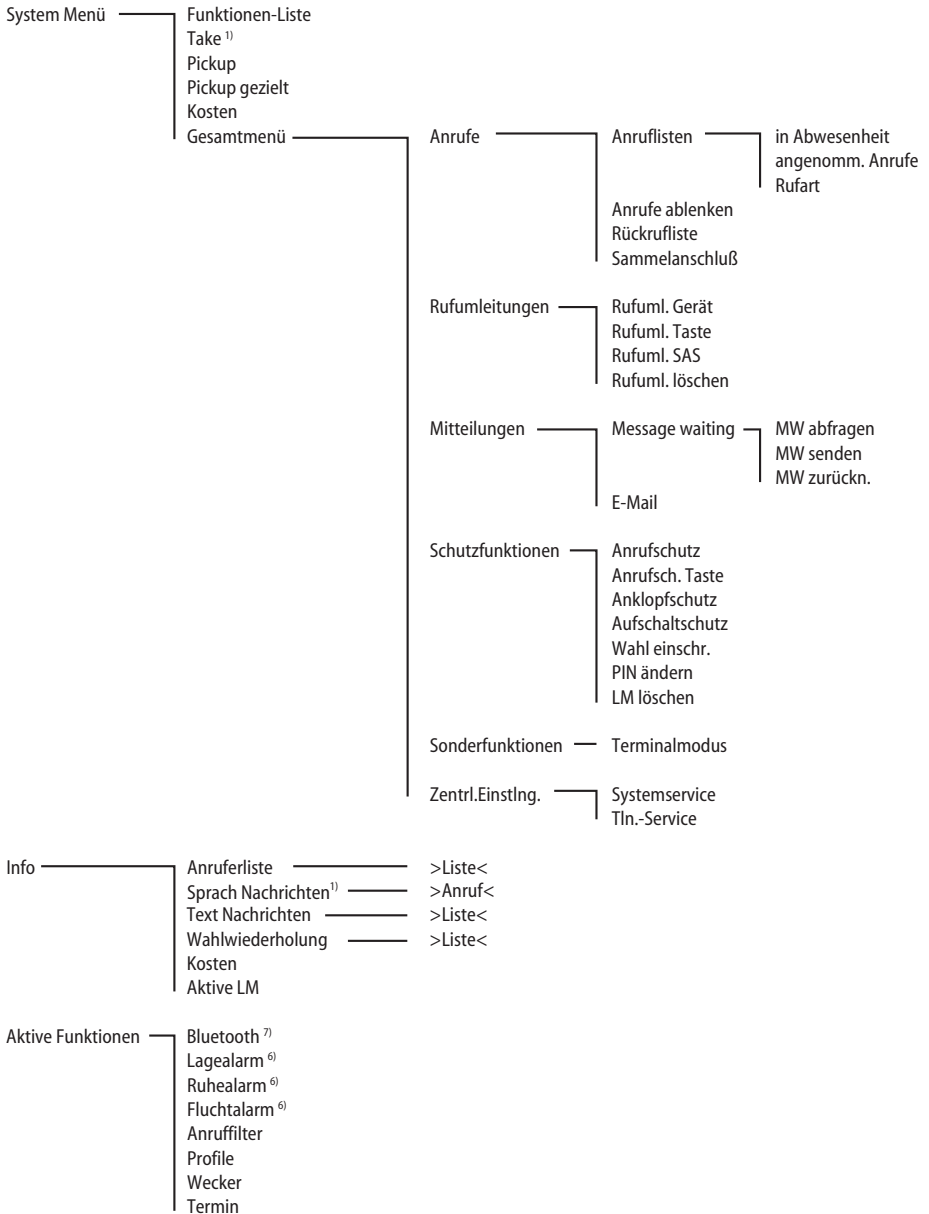 System Menü Funktionen-Liste
Take 1)
Pickup
Pickup gezielt
Kosten
Gesamtmenü Anrufe Anruflisten in Abwesenheit
angenomm. Anrufe
Rufart
Anrufe ablenken
Rückrufliste
Sammelanschluß
Rufumleitungen Rufuml. Gerät
Rufuml. Taste
Rufuml. SAS
Rufuml. löschen
Mitteilungen Message waiting MW abfragen
MW senden
MW zurückn.
E-Mail
Schutzfunktionen Anrufschutz
Anrufsch. Taste
Anklopfschutz
Aufschaltschutz
Wahl einschr.
PIN ändern
LM löschen
Sonderfunktionen Terminalmodus
Zentrl.Einstlng. Systemservice
Tln.-Service
Info Anruferliste >Liste<
Sprach Nachrichten1) >Anruf<
Text Nachrichten >Liste<
Wahlwiederholung >Liste<
Kosten
Aktive LM
Aktive Funktionen Bluetooth 7)
Lagealarm 6)
Ruhealarm 6)
Fluchtalarm 6)
Anruffilter
Profile
Wecker
Termin